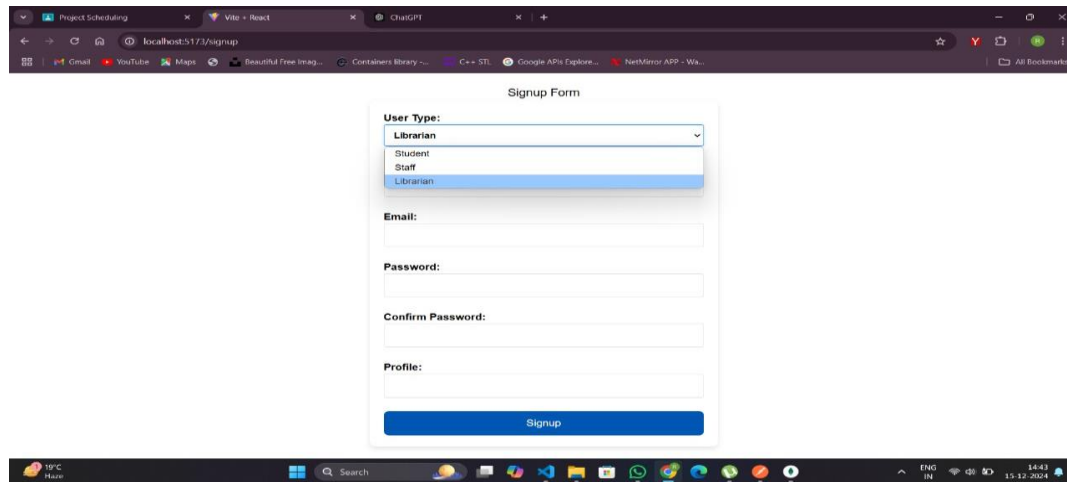 Project Scheduling
Vite + React
ChatGPT
localhost:5173/signup
Gmail
YouTube
Maps
Beautiful Free Imag...
Containers library -...
C++ STL
Google APIs Explore...
NetMirror APP - Wa...
All Bookmarks
Signup Form
User Type:
Librarian
Student
Staff
Librarian
Email:
Password:
Confirm Password:
Profile:
Signup
19°C
Haze
Search
ENG
IN
14:43
15-12-2024